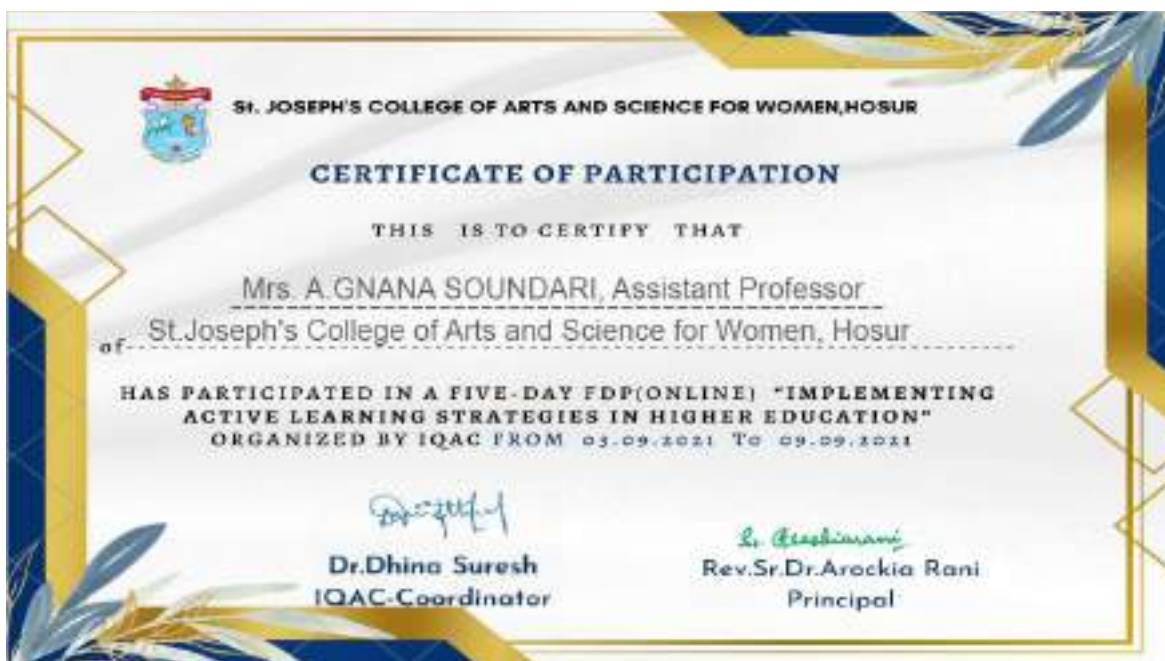 St. JOSEPH'S COLLEGE OF ARTS AND SCIENCE FOR WOMEN,HOSUR
CERTIFICATE OF PARTICIPATION
THIS IS TO CERTIFY THAT
Mrs. A.GNANA SOUNDARI, Assistant Professor
of St.Joseph's College of Arts and Science for Women, Hosur
HAS PARTICIPATED IN A FIVE-DAY FDP(ONLINE) "IMPLEMENTING
ACTIVE LEARNING STRATEGIES IN HIGHER EDUCATION"
ORGANIZED BY IQAC FROM 03.09.2021 To 09.09.2021
Dr.Dhina Suresh
IQAC-Coordinator
Rev.Sr.Dr.Arockia Rani
Principal